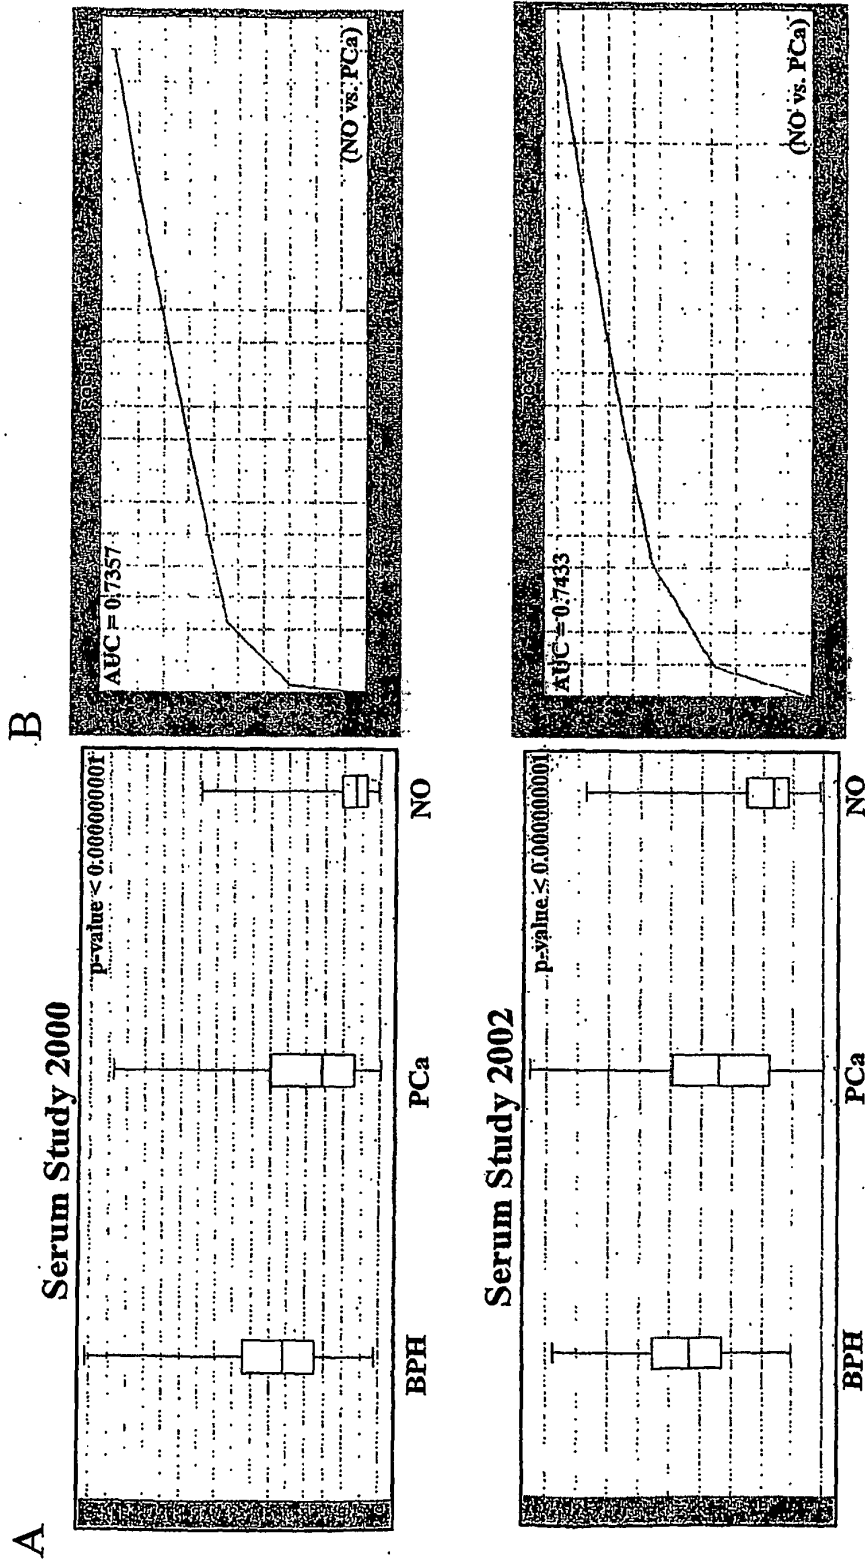 A
Serum Study 2000
p-value < 0.000000001
BPH
PCa
NO
Serum Study 2002
p-value < 0.000000001
BPH
PCa
NO
B
AUC = 0.7357
(NO vs. PCa)
AUC = 0.7433
(NO vs. PCa)